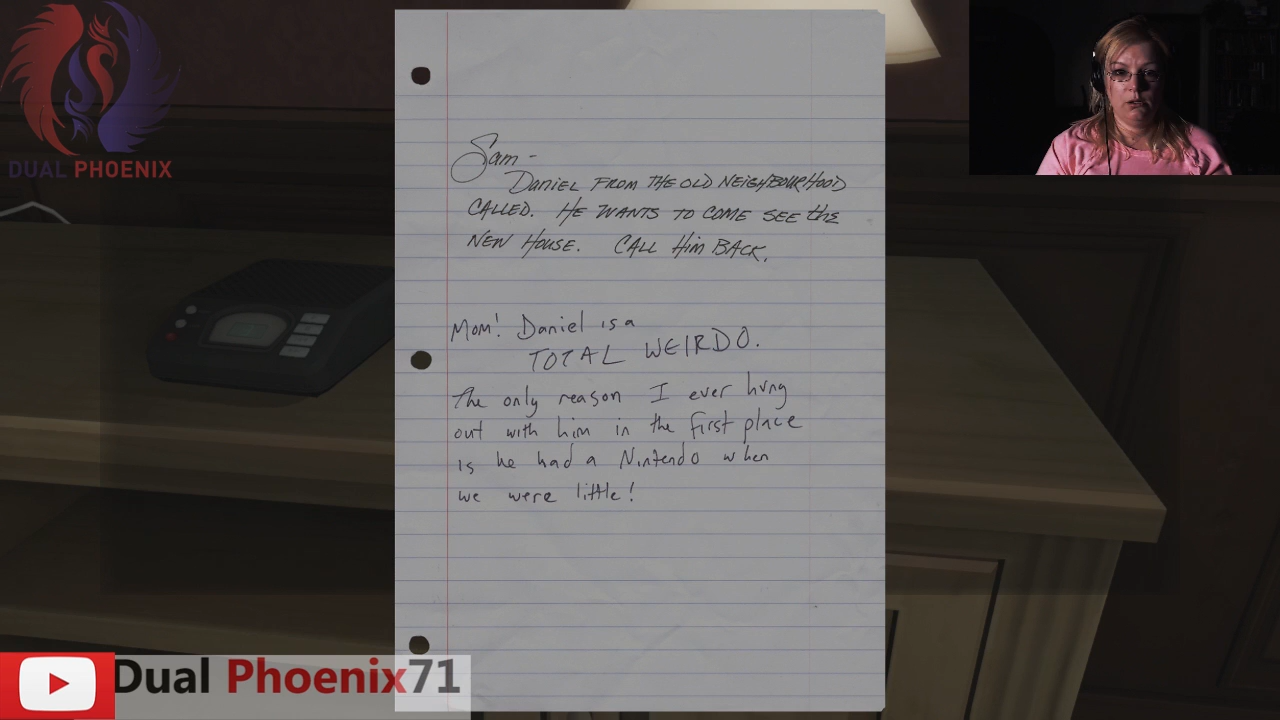 DUAL PHOENIX
Sam-
DANIEL FROM THE OLD NEIGHBOURHOOD
CALLED. HE WANTS TO COME SEE the
NEW HOUSE. CALL HIM BACK.
Mom! Daniel is a
TOTAL WEIRDO.
The only reason I ever hung
out with him in the first place
is he had a Nintendo when
we were little!
Dual Phoenix71